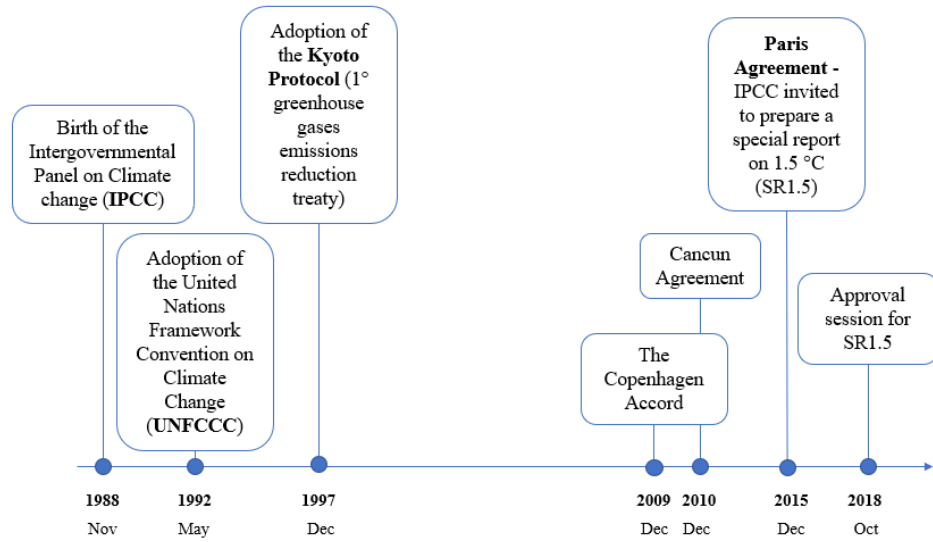 Birth of the
Intergovernmental
Panel on Climate
change (IPCC)
Adoption of
the United
Nations
Framework
Convention on
Climate
Change
(UNFCCC)
Adoption of
the Kyoto
Protocol (1°
greenhouse
gases
emissions
reduction
treaty)
The
Copenhagen
Accord
Cancun
Agreement
Paris
Agreement -
IPCC invited
to prepare a
special report
on 1.5 °C
(SR1.5)
Approval
session for
SR1.5
1988
Nov
1992
May
1997
Dec
2009
Dec
2010
Dec
2015
Dec
2018
Oct